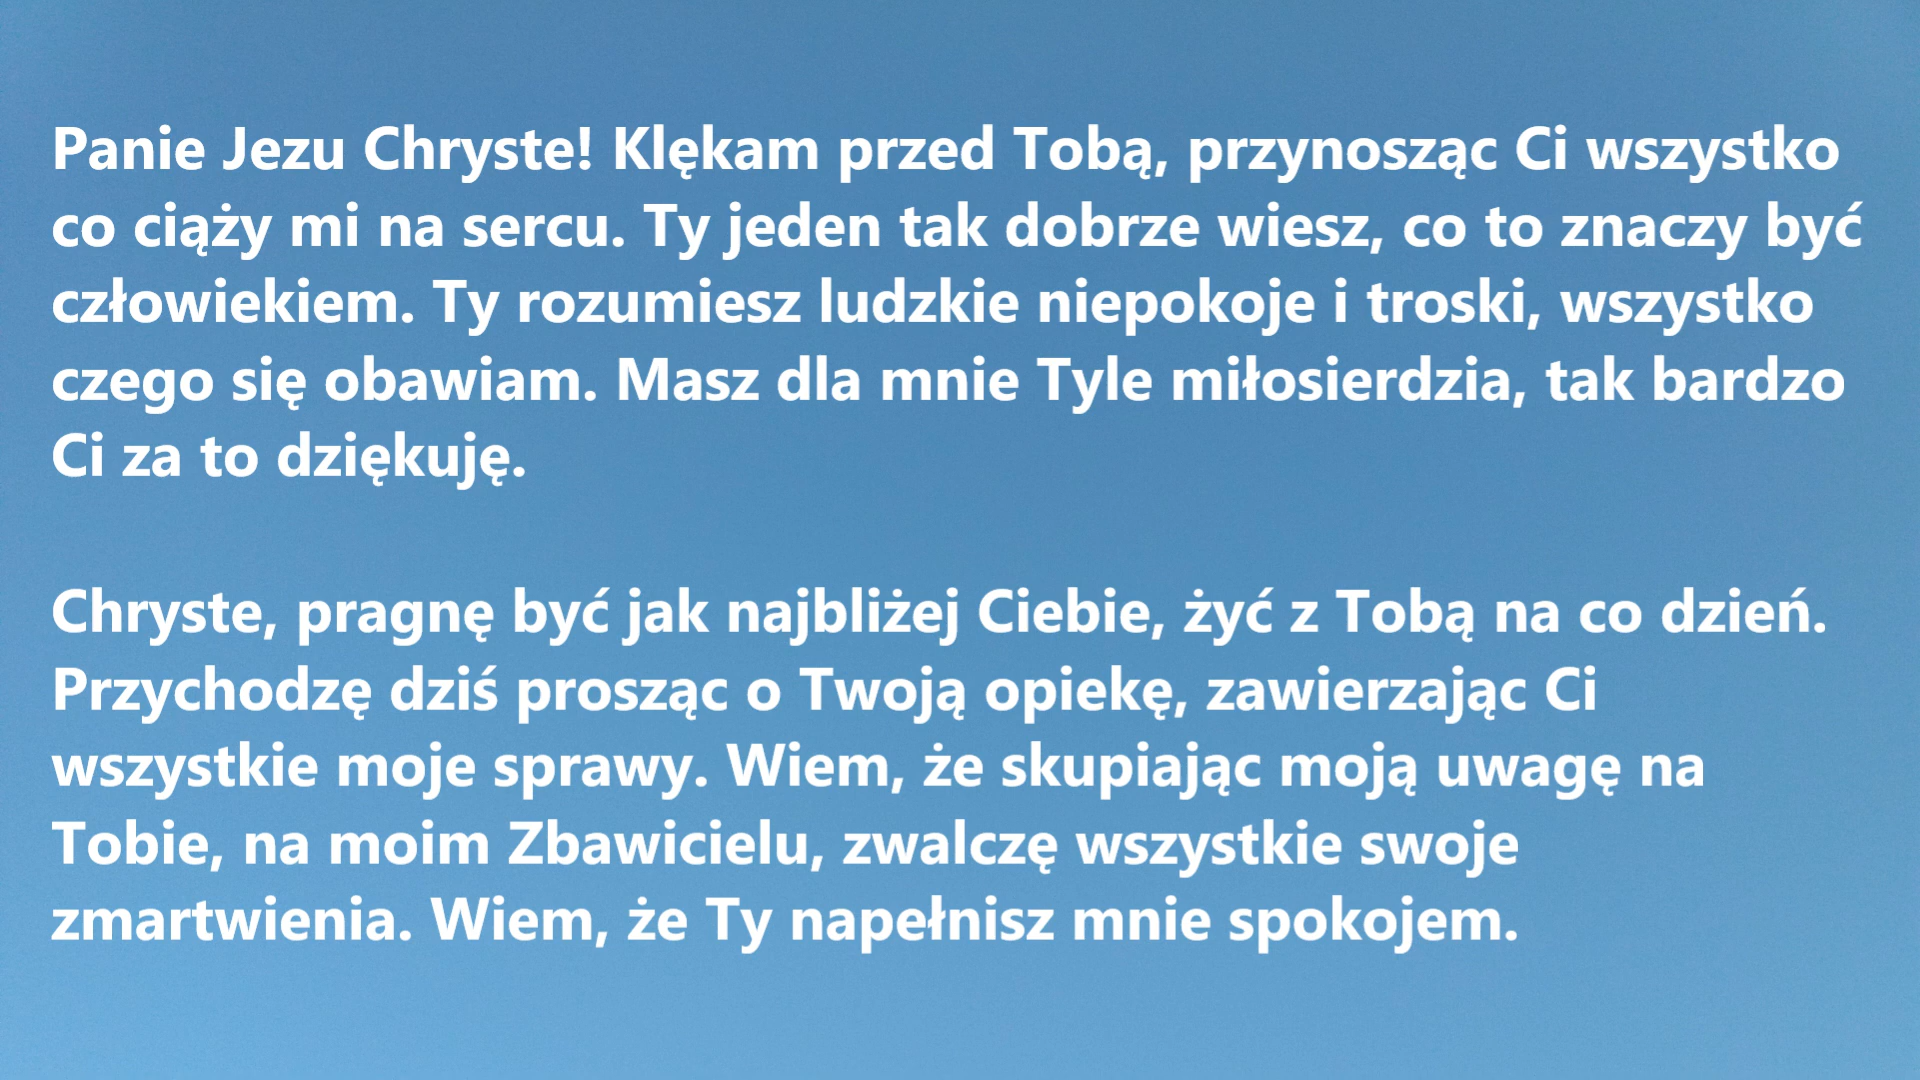 Panie Jezu Chryste! Klękam przed Tobą, przynosząc Ci wszystko
co ciąży mi na sercu. Ty jeden tak dobrze wiesz, co to znaczy być
człowiekiem. Ty rozumiesz ludzkie niepokoje i troski, wszystko
czego się obawiam. Masz dla mnie Tyle miłosierdzia, tak bardzo
Ci za to dziękuję.
Chryste, pragnę być jak najbliżej Ciebie, żyć z Tobą na co dzień.
Przychodzę dziś prosząc o Twoją opiekę, zawierzając Ci
wszystkie moje sprawy. Wiem, że skupiając moją uwagę na
Tobie, na moim Zbawicielu, zwalczę wszystkie swoje
zmartwienia. Wiem, że Ty napełnisz mnie spokojem.